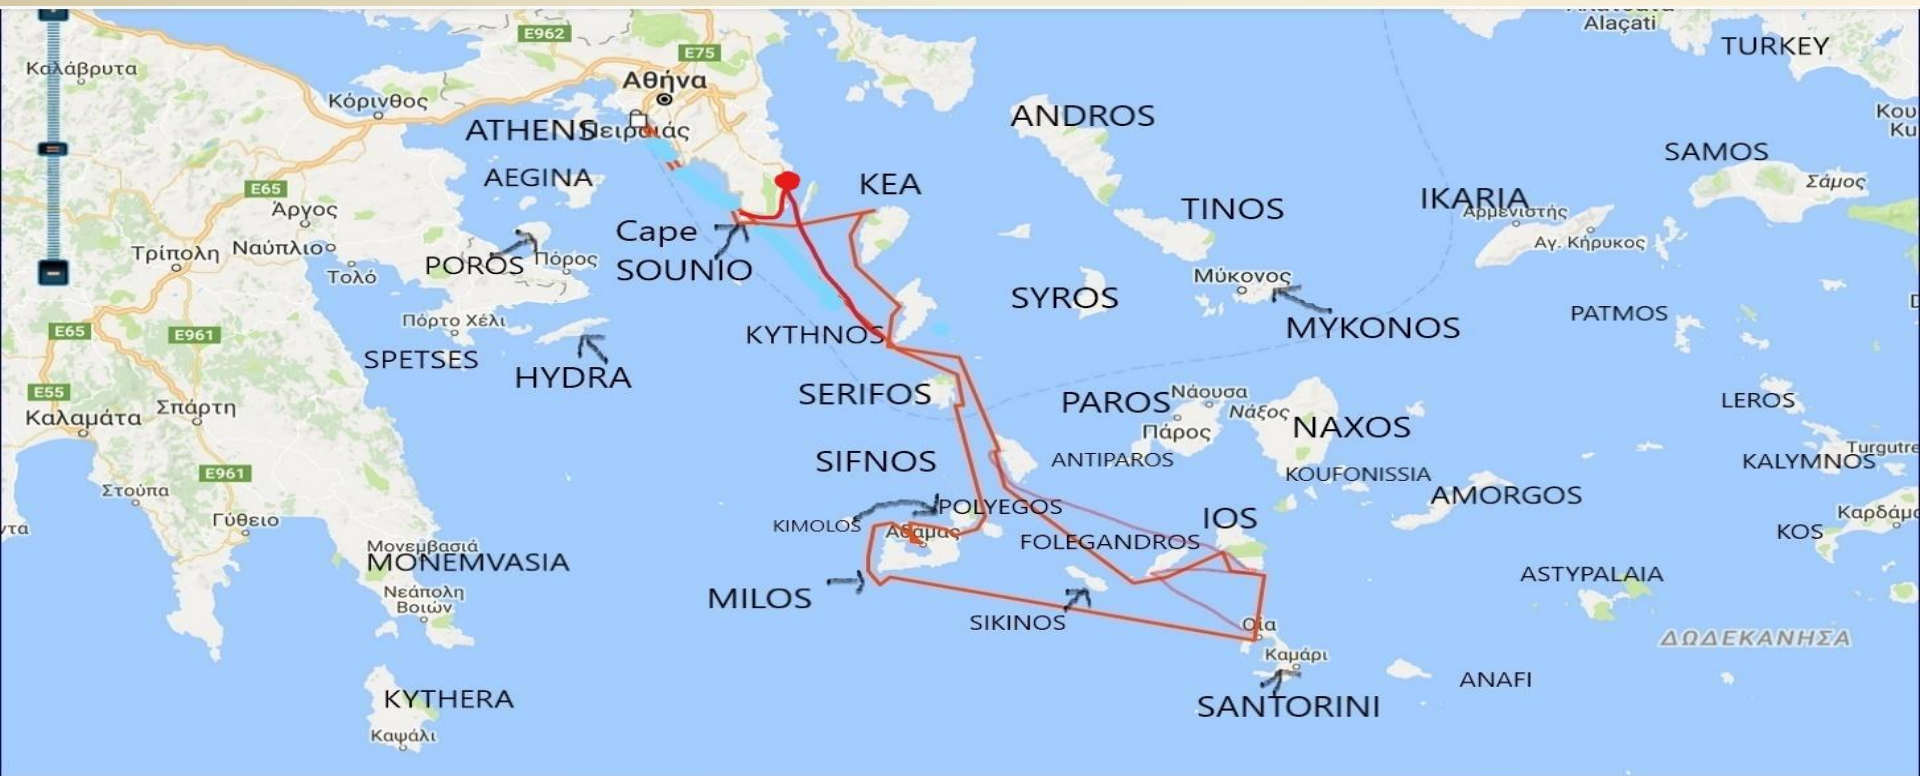 Αλατσάτα
Alaçati
TURKEY
E962
E75
Καλάβρυτα
Αθήνα
Κόρινθος
ATHENS
Πειραιάς
ANDROS
SAMOS
Σάμος
AEGINA
KEA
E65
Άργος
TINOS
IKARIA
Αρμενιστής
Cape
SOUNIO
Τρίπολη
Ναύπλιο
POROS
Πόρος
Αγ. Κήρυκος
Τολό
Μύκονος
SYROS
MYKONOS
PATMOS
Πόρτο Χέλι
E65
E961
SPETSES
HYDRA
KYTHNOS
E55
Καλαμάτα
Σπάρτη
SERIFOS
PAROS
Νάουσα
Νάξος
Πάρος
NAXOS
LEROS
E961
SIFNOS
ANTIPAROS
KOUFONISSIA
KALYMNOS
Turgutre
Στούπα
Γύθειο
KIMOLOS
POLYEGOS
Αδάμας
IOS
AMORGOS
Καρδάμα
KOS
FOLEGANDROS
Μονεμβασιά
MONEMVASIA
Νεάπολη
Βοιών
MILOS
SIKINOS
ASTYPALAIA
Οία
Καμάρι
ΔΩΔΕΚΑΝΗΣΑ
ANAFI
SANTORINI
KYTHERA
Καψάλι